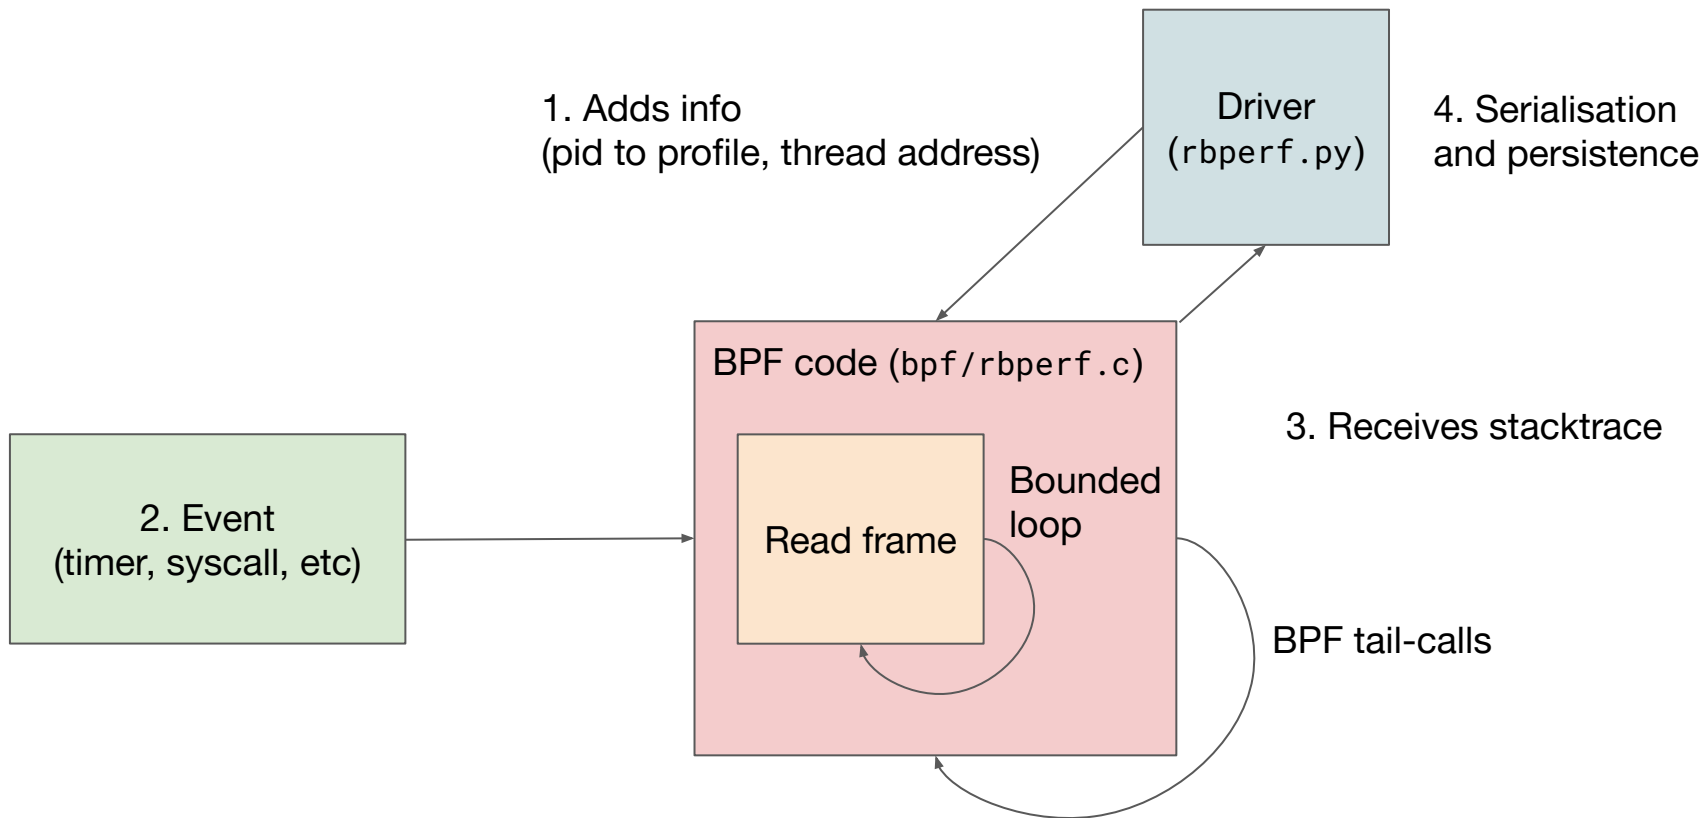 1. Adds info
(pid to profile, thread address)
Driver
(rbperf.py)
4. Serialisation
and persistence
BPF code (bpf/rbperf.c)
3. Receives stacktrace
2. Event
(timer, syscall, etc)
Read frame
Bounded
loop
BPF tail-calls